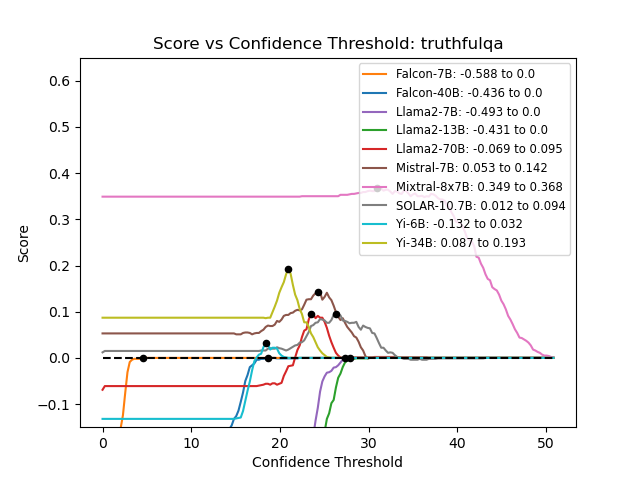 Score vs Confidence Threshold: truthfulqa
Falcon-7B: -0.588 to 0.0
Falcon-40B: -0.436 to 0.0
Llama2-7B: -0.493 to 0.0
Llama2-13B: -0.431 to 0.0
Llama2-70B: -0.069 to 0.095
Mistral-7B: 0.053 to 0.142
Mixtral-8x7B: 0.349 to 0.368
SOLAR-10.7B: 0.012 to 0.094
Yi-6B: -0.132 to 0.032
Yi-34B: 0.087 to 0.193
Score
0.6
0.5
0.4
0.3
0.2
0.1
0.0
−0.1
0 10 20 30 40 50
Confidence Threshold